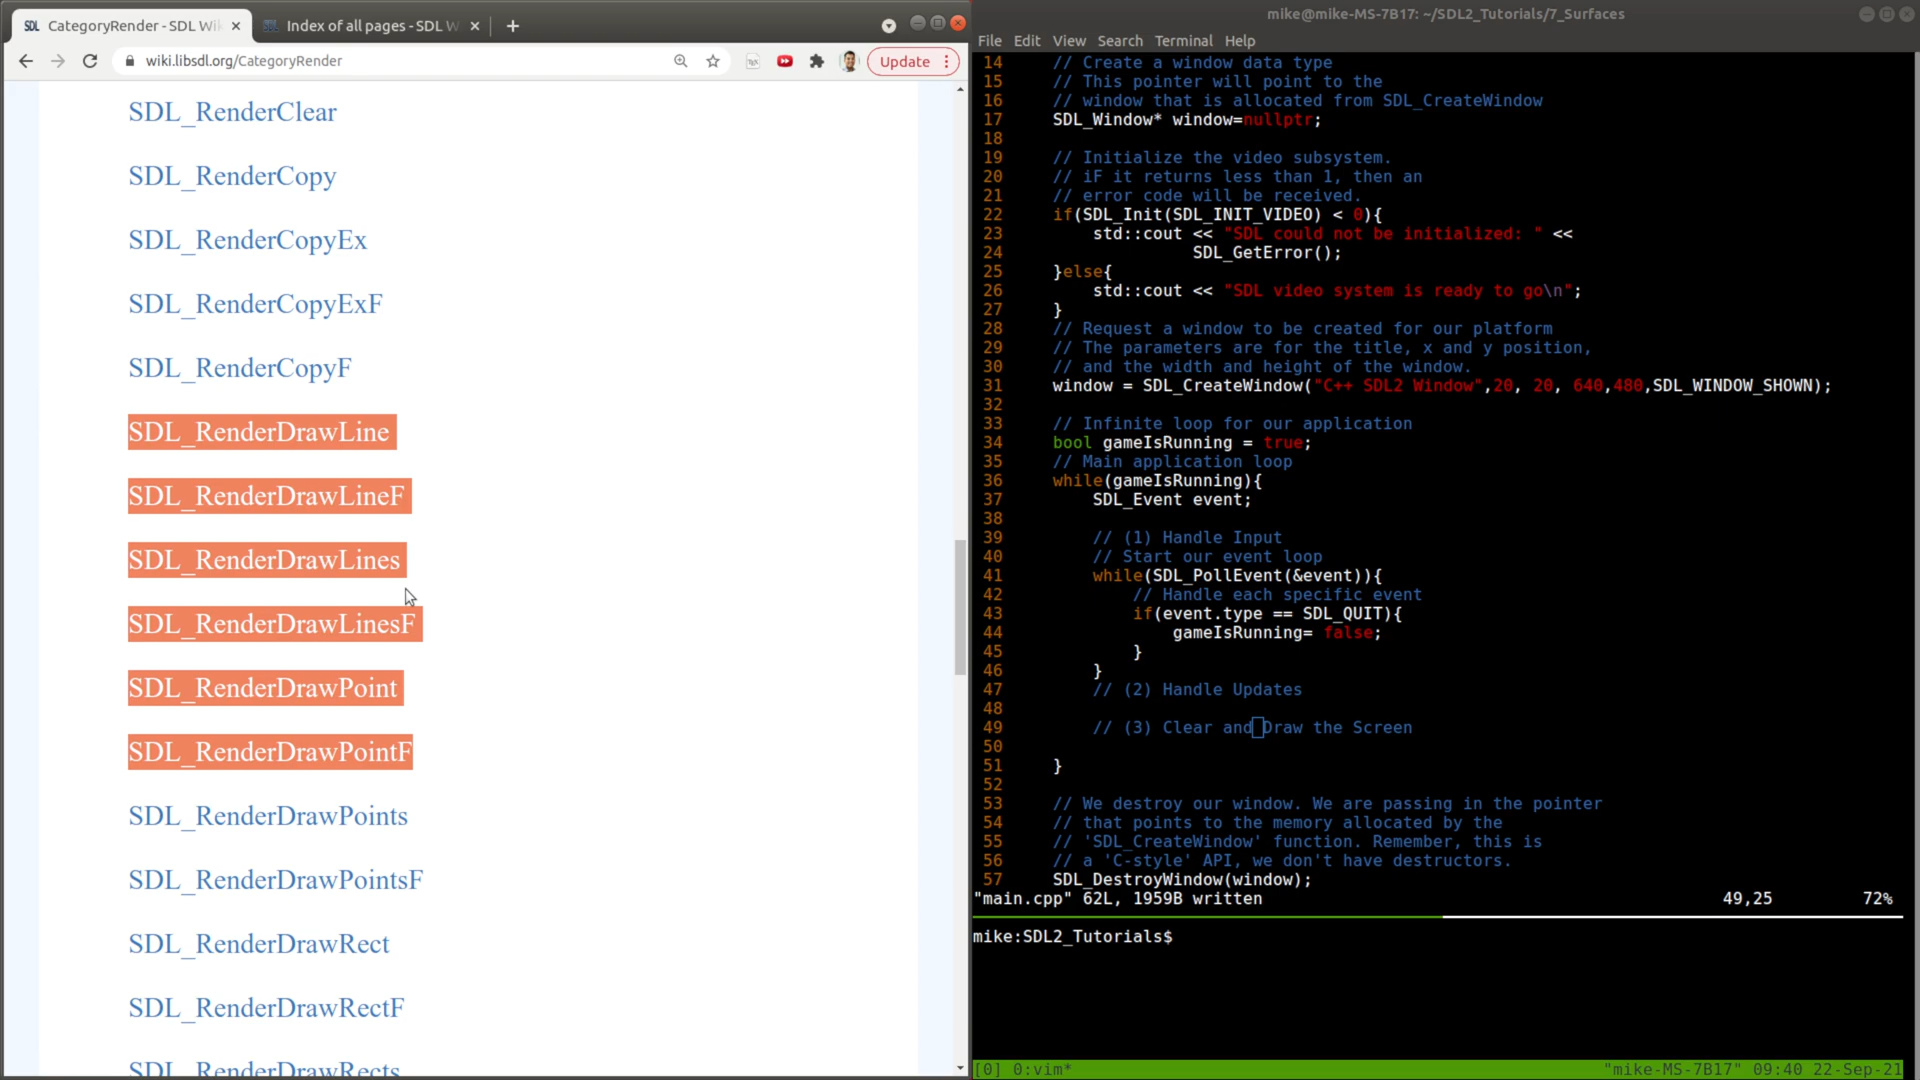 CategoryRender - SDL Wik
Index of all pages - SDL W
wiki.libsdl.org/CategoryRender
Update
SDL_RenderClear
SDL_RenderCopy
SDL_RenderCopyEx
SDL_RenderCopyExF
SDL_RenderCopyF
SDL_RenderDrawLine
SDL_RenderDrawLineF
SDL_RenderDrawLines
SDL_RenderDrawLinesF
SDL_RenderDrawPoint
SDL_RenderDrawPointF
SDL_RenderDrawPoints
SDL_RenderDrawPointsF
SDL_RenderDrawRect
SDL_RenderDrawRectF
SDL_RenderDrawRects
mike@mike-MS-7B17: ~/SDL2_Tutorials/7_Surfaces
File Edit View Search Terminal Help
14 // Create a window data type
15 // This pointer will point to the
16 // window that is allocated from SDL_CreateWindow
17 SDL_Window* window=nullptr;
18
19 // Initialize the video subsystem.
20 // iF it returns less than 1, then an
21 // error code will be received.
22 if(SDL_Init(SDL_INIT_VIDEO) < 0){
23 std::cout << "SDL could not be initialized: " <<
24 SDL_GetError();
25 }else{
26 std::cout << "SDL video system is ready to go\n";
27 }
28 // Request a window to be created for our platform
29 // The parameters are for the title, x and y position,
30 // and the width and height of the window.
31 window = SDL_CreateWindow("C++ SDL2 Window",20, 20, 640,480,SDL_WINDOW_SHOWN);
32
33 // Infinite loop for our application
34 bool gameIsRunning = true;
35 // Main application loop
36 while(gameIsRunning){
37 SDL_Event event;
38
39 // (1) Handle Input
40 // Start our event loop
41 while(SDL_PollEvent(&event)){
42 // Handle each specific event
43 if(event.type == SDL_QUIT){
44 gameIsRunning= false;
45 }
46 }
47 // (2) Handle Updates
48
49 // (3) Clear and Draw the Screen
50
51 }
52
53 // We destroy our window. We are passing in the pointer
54 // that points to the memory allocated by the
55 // 'SDL_CreateWindow' function. Remember, this is
56 // a 'C-style' API, we don't have destructors.
57 SDL_DestroyWindow(window);
"main.cpp" 62L, 1959B written 49,25 72%
mike:SDL2_Tutorials$
[0] 0:vim* "mike-MS-7B17" 09:40 22-Sep-21